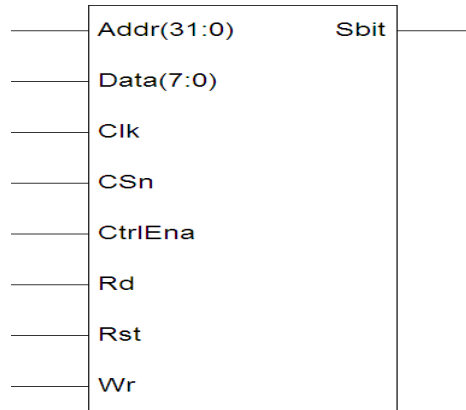 Addr(31:0) Sbit
Data(7:0)
Clk
CSn
CtrlEna
Rd
Rst
Wr